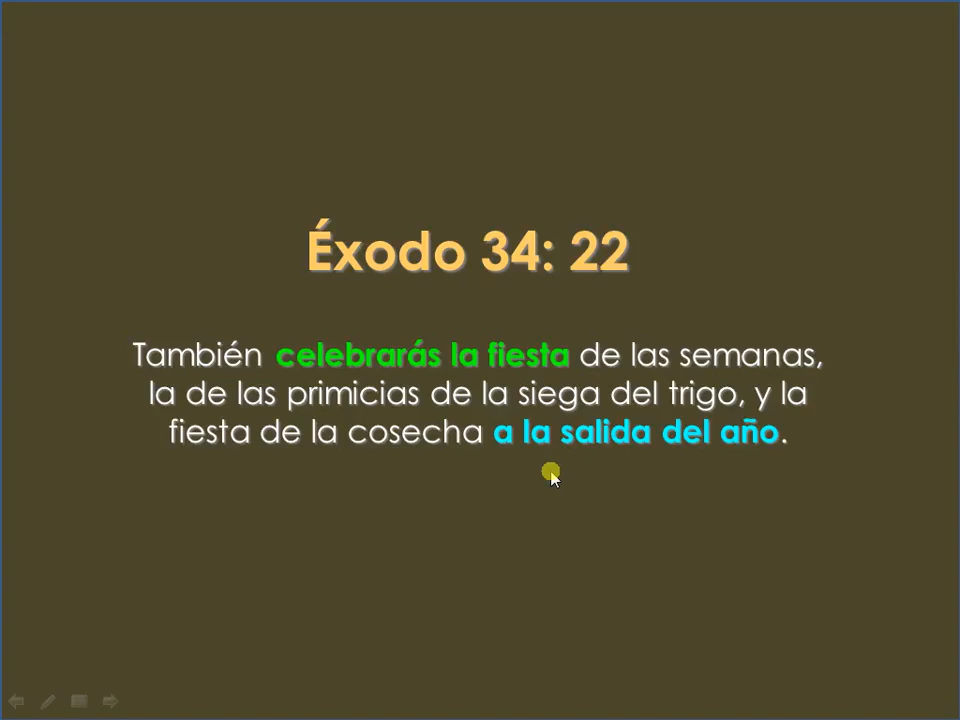 Éxodo 34: 22
También celebrarás la fiesta de las semanas,
la de las primicias de la siega del trigo, y la
fiesta de la cosecha a la salida del año.